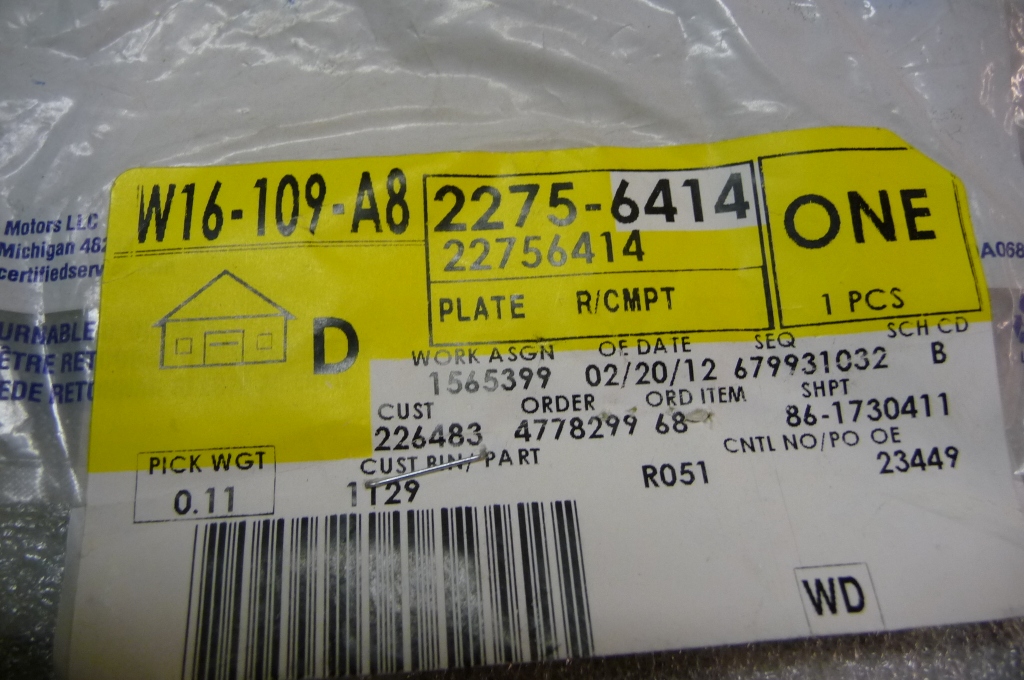 W16-109-A8
2275-6414
22756414
PLATE R/CMPT
ONE
1 PCS
D
WORK ASGN OE DATE SEQ SCH CD
1565399 02/20/12 679931032 B
CUST ORDER ORD ITEM SHPT
226483 4778299 68 86-1730411
PICK WGT
0.11
CUST BIN/ PART CNTL NO/PO OE
1T29 R051 23449
WD
Motors LLC
Michigan
A068